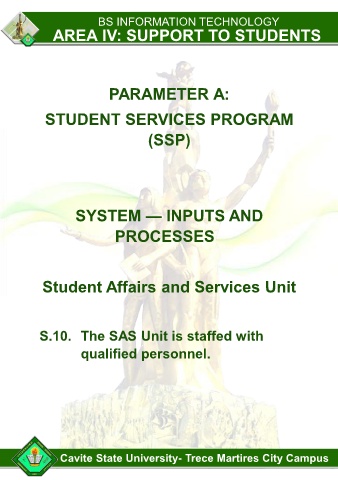 BS INFORMATION TECHNOLOGY
AREA IV: SUPPORT TO STUDENTS
PARAMETER A:
STUDENT SERVICES PROGRAM
(SSP)
SYSTEM — INPUTS AND
PROCESSES
Student Affairs and Services Unit
S.10. The SAS Unit is staffed with
qualified personnel.
Cavite State University- Trece Martires City Campus